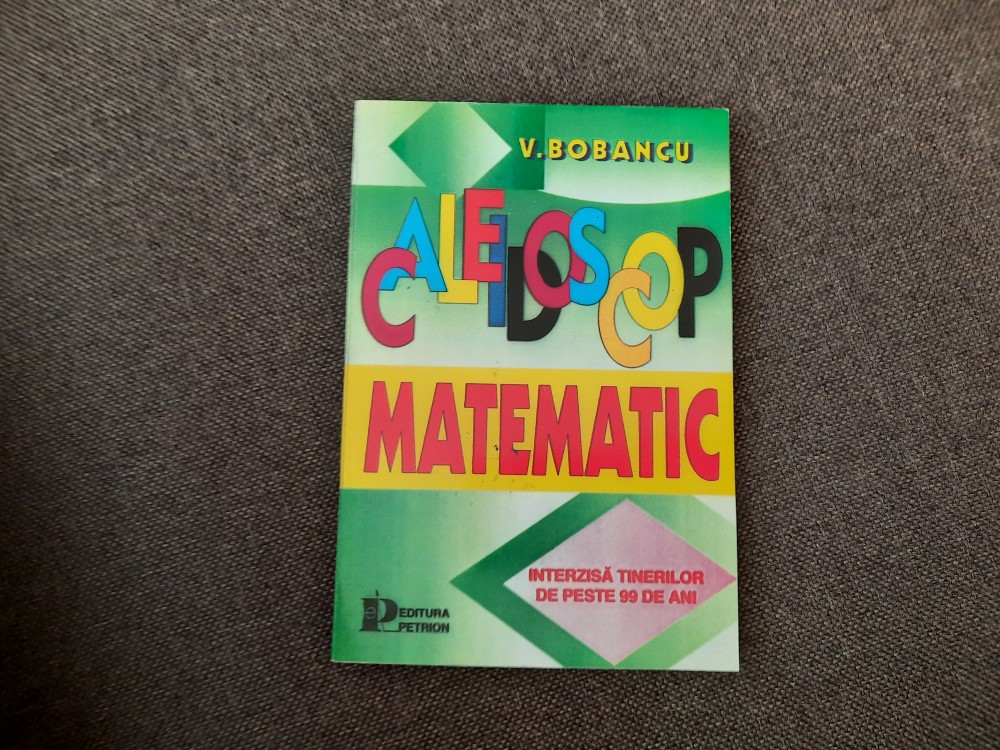 V. BOBANCU
CALEIDOSCOP
MATEMATIC
INTERZISĂ TINERILOR
DE PESTE 99 DE ANI
EDITURA
PETRION